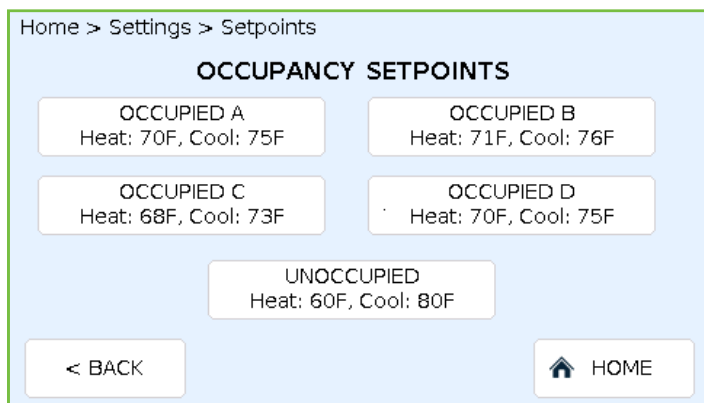 Home > Settings > Setpoints
OCCUPANCY SETPOINTS
OCCUPIED A
Heat: 70F, Cool: 75F
OCCUPIED B
Heat: 71F, Cool: 76F
OCCUPIED C
Heat: 68F, Cool: 73F
OCCUPIED D
Heat: 70F, Cool: 75F
UNOCCUPIED
Heat: 60F, Cool: 80F
< BACK
HOME